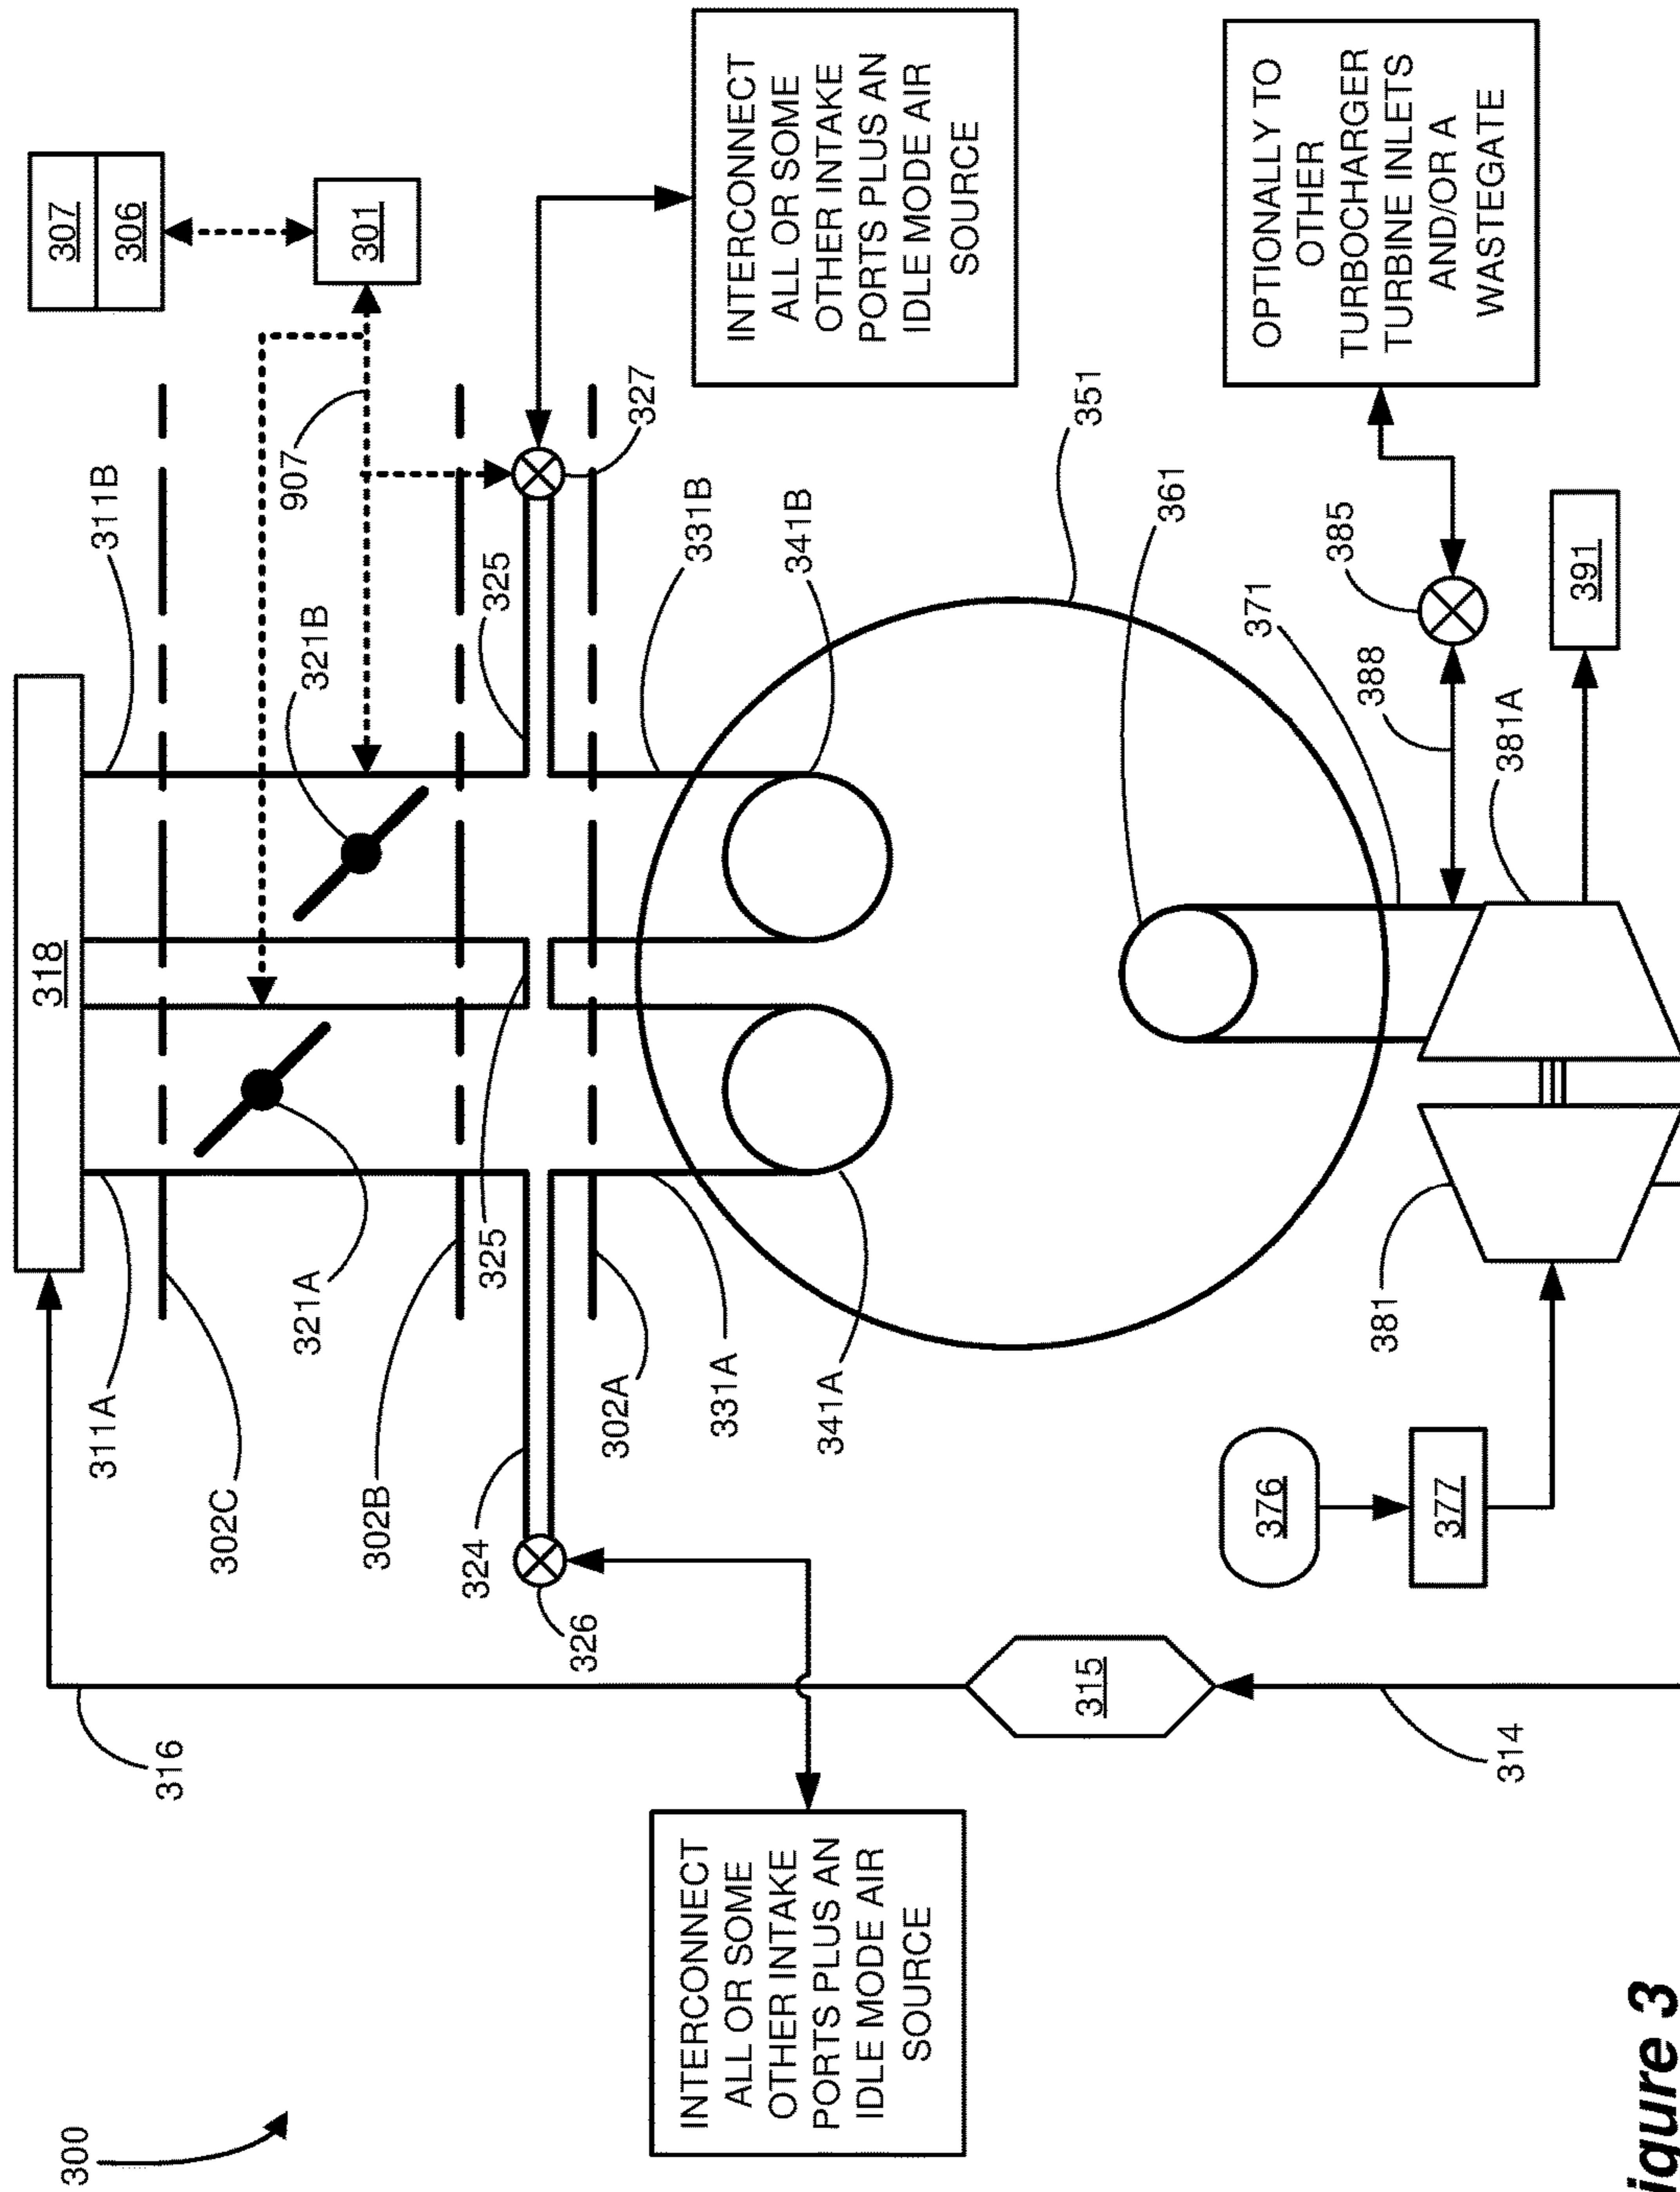 300
318
307
306
311A
311B
316
301
907
302C
321A
321B
302B
324
325
325
326
327
302A
331A
331B
341A
341B
INTERCONNECT
ALL OR SOME
OTHER INTAKE
PORTS PLUS AN
IDLE MODE AIR
SOURCE
INTERCONNECT
ALL OR SOME
OTHER INTAKE
PORTS PLUS AN
IDLE MODE AIR
SOURCE
351
315
361
371
376
377
381
385
388
381A
OPTIONALLY TO
OTHER
TURBOCHARGER
TURBINE INLETS
AND/OR A
WASTEGATE
314
391
igure 3